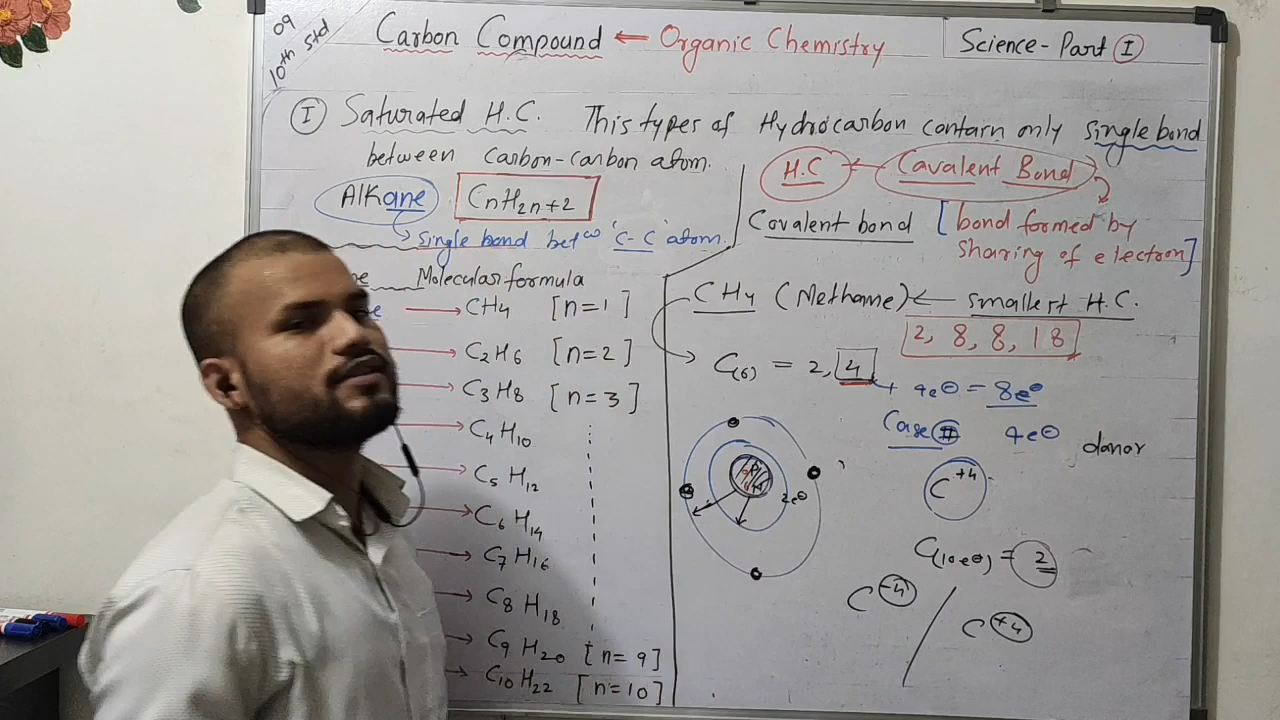 09
10th std
Carbon Compound ← Organic Chemistry
Science-Part I
I Saturated H.C. This types of Hydrocarbon contain only single bond
between Carbon-Carbon atom.
Alkane CnH2n+2
Single bond bet 'C-C' atom.
Molecular formula
→ CH4 [n=1]
→ C2H6 [n=2]
→ C3H8 [n=3]
→ C4H10
→ C5H12
→ C6H14
→ C7H16
→ C8H18
→ C9H20 [n=9]
→ C10H22 [n=10]
H.C ← Cavalent Bond
Covalent bond [bond formed by
sharing of electron]
CH4 (Methane) ← smallest H.C.
2, 8, 8, 18
C(6) = 2, 4
+ 4e⊖ = 8e⊖
Case II 4e⊖ donor
2e⊖
C+4
C(10e⊖) = 2
C-4 / C+4